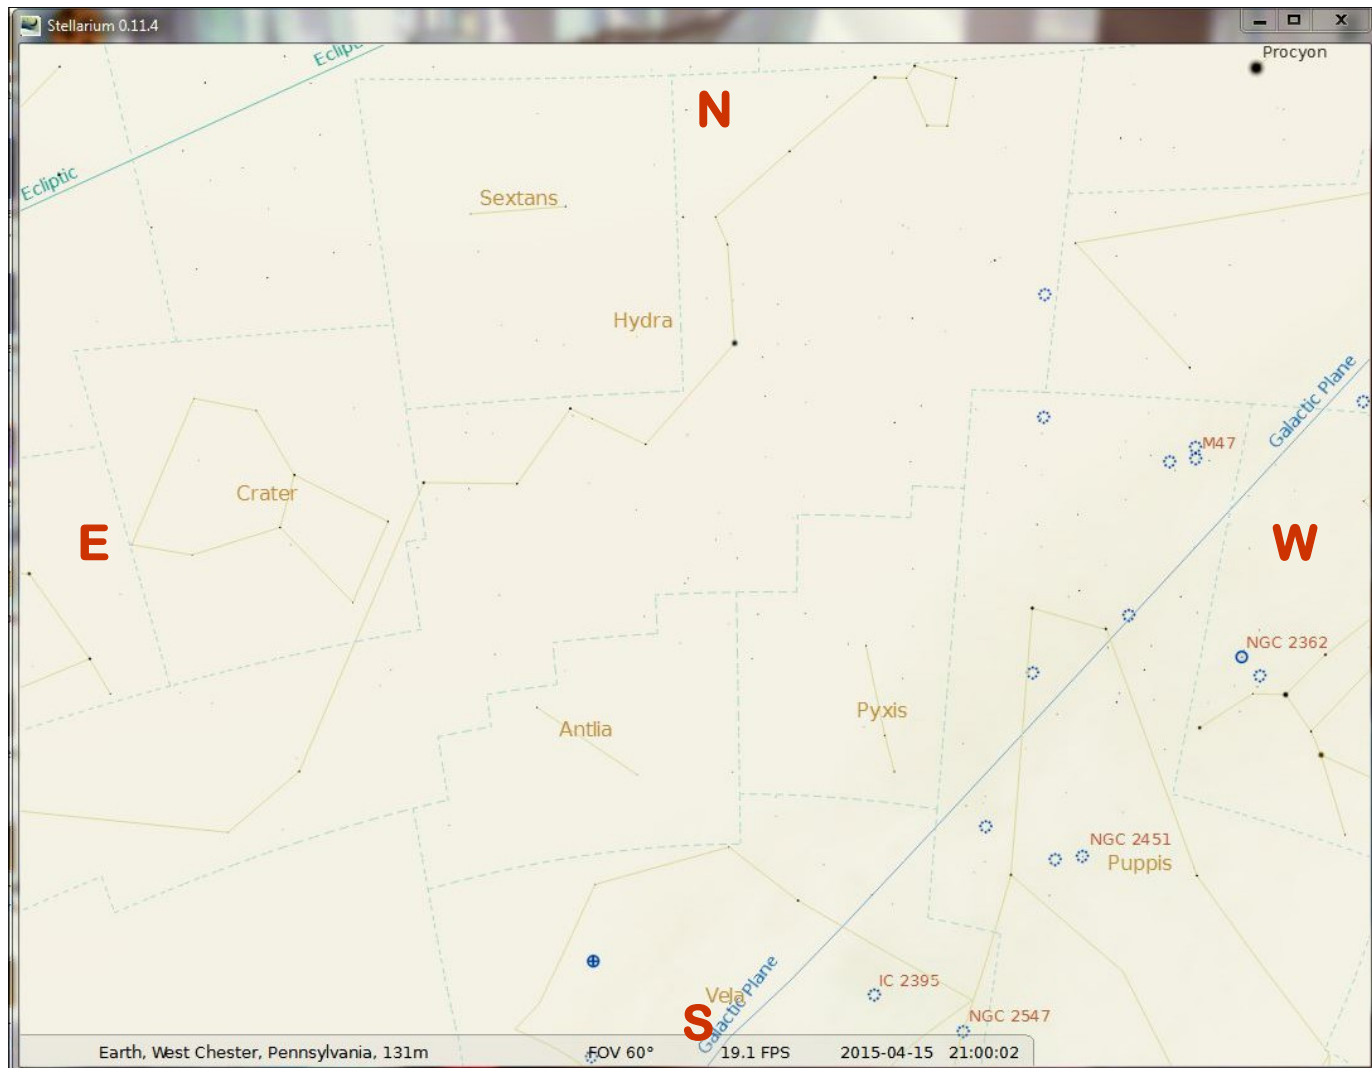 Stellarium 0.11.4
Eclipti
Procyon
N
Ecliptic
Sextans
Hydra
Galactic Plane
M47
Crater
E
W
NGC 2362
Pyxis
Antlia
NGC 2451
Puppis
IC 2395
Vela
Galactic Plane
S
NGC 2547
Earth, West Chester, Pennsylvania, 131m FOV 60° 19.1 FPS 2015-04-15 21:00:02